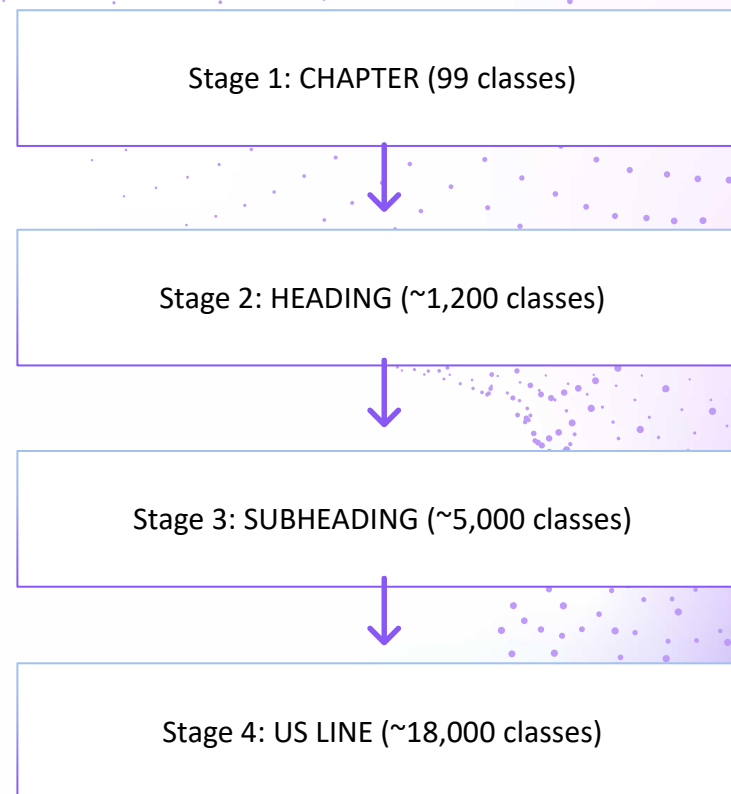 Stage 1: CHAPTER (99 classes)
Stage 2: HEADING (~1,200 classes)
Stage 3: SUBHEADING (~5,000 classes)
Stage 4: US LINE (~18,000 classes)